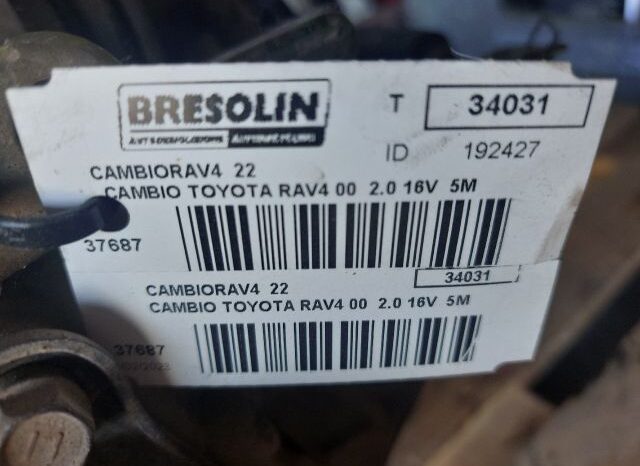 BRESOLIN
AUTODEMOLIZIONE
T 34031
ID 192427
CAMBIORAV4 22
CAMBIO TOYOTA RAV4 00 2.0 16V 5M
37687
34031
CAMBIORAV4 22
CAMBIO TOYOTA RAV4 00 2.0 16V 5M
37687